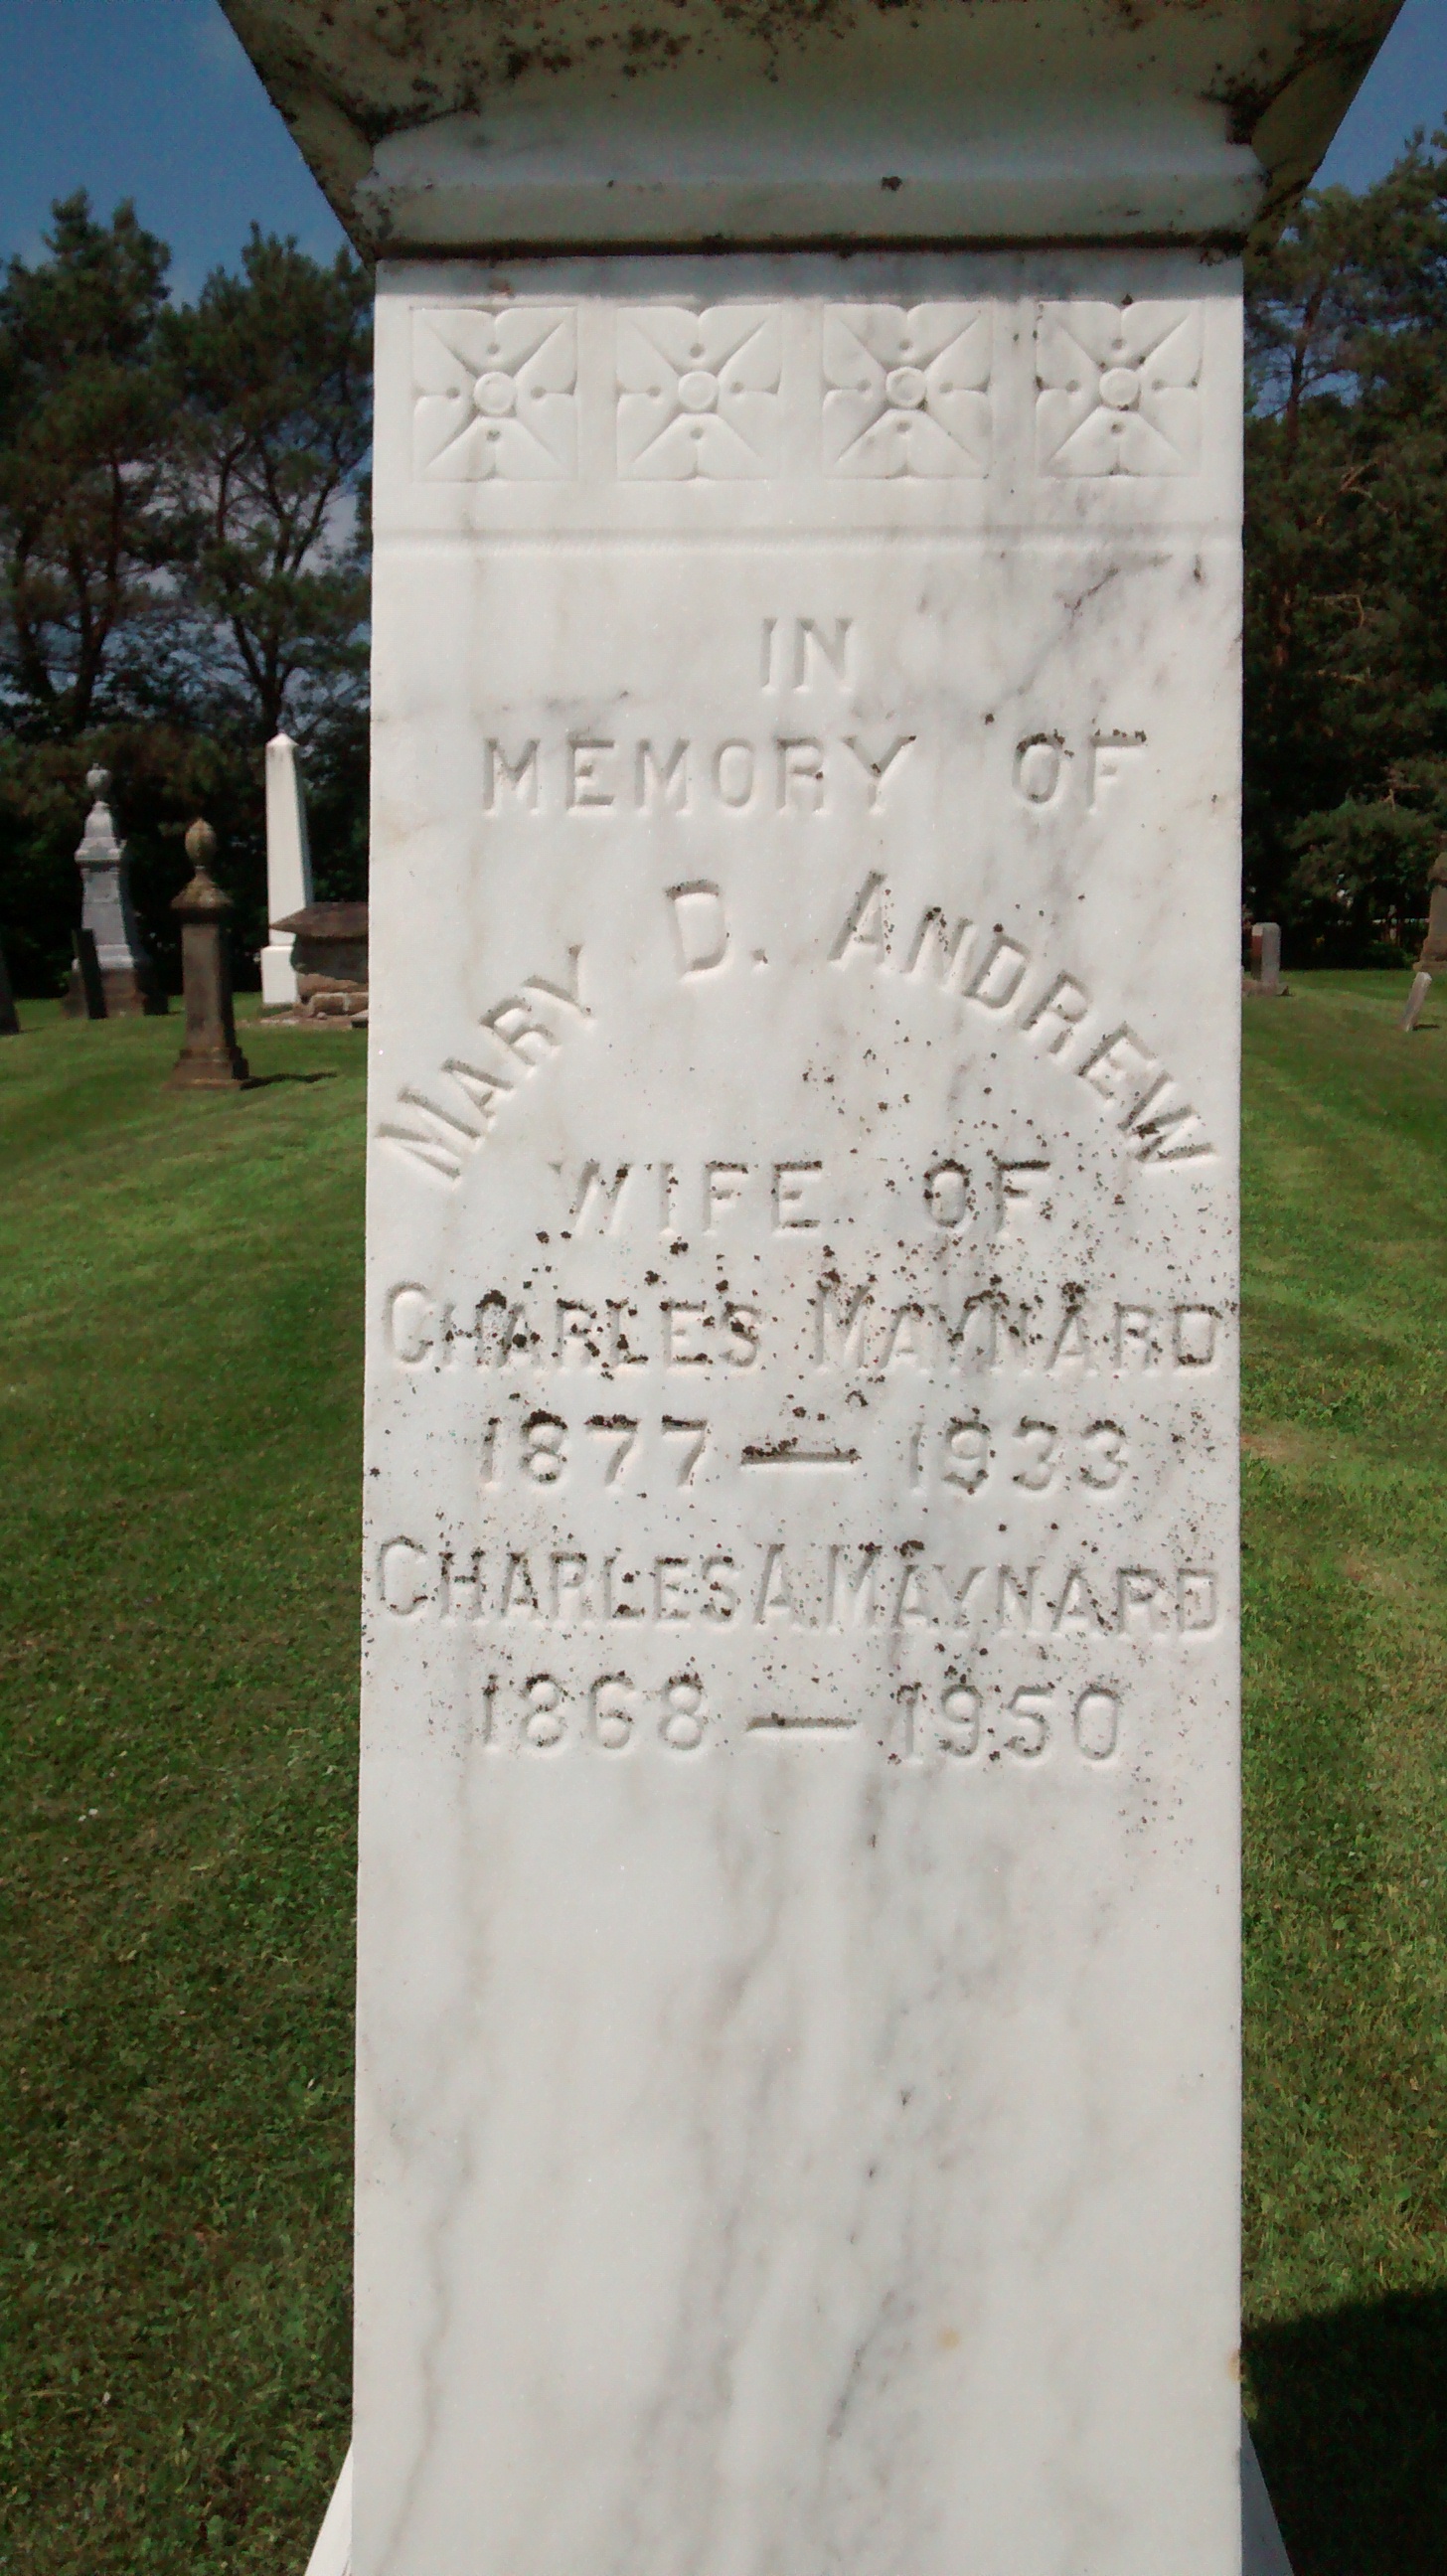 IN
MEMORY OF
MARY D. ANDREW
WIFE OF
CHARLES MAYNARD
1877 — 1933
CHARLES A. MAYNARD
1868 — 1950